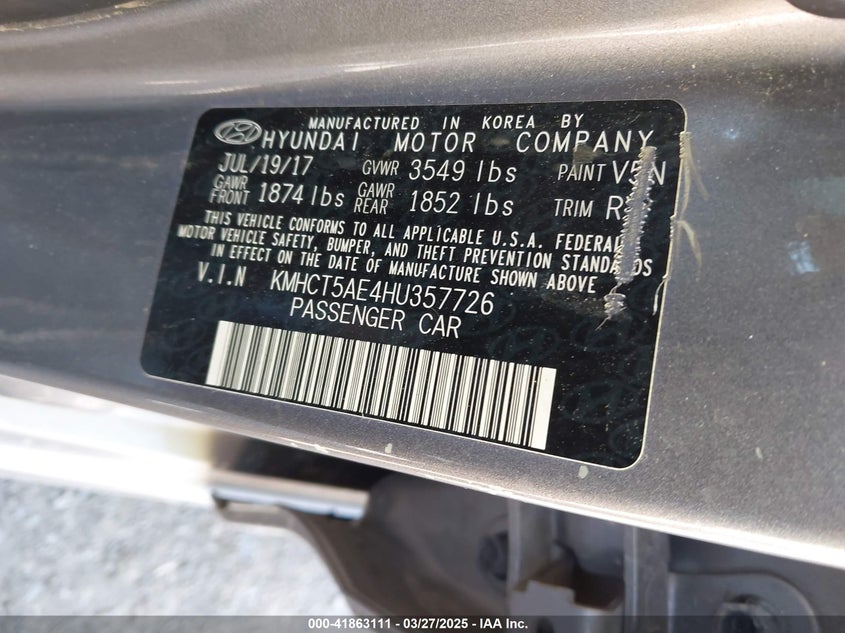 MANUFACTURED IN KOREA BY
HYUNDAI MOTOR COMPANY
JUL/19/17 GVWR 3549 lbs PAINT
GAWR FRONT 1874 lbs GAWR REAR 1852 lbs TRIM
THIS VEHICLE CONFORMS TO ALL APPLICABLE U.S.A. FEDERAL
MOTOR VEHICLE SAFETY, BUMPER, AND THEFT PREVENTION STANDARDS
IN EFFECT ON THE DATE OF MANUFACTURE SHOWN ABOVE
V.I.N KMHCT5AE4HU357726
PASSENGER CAR
000-41863111 — 03/27/2025 — IAA Inc.